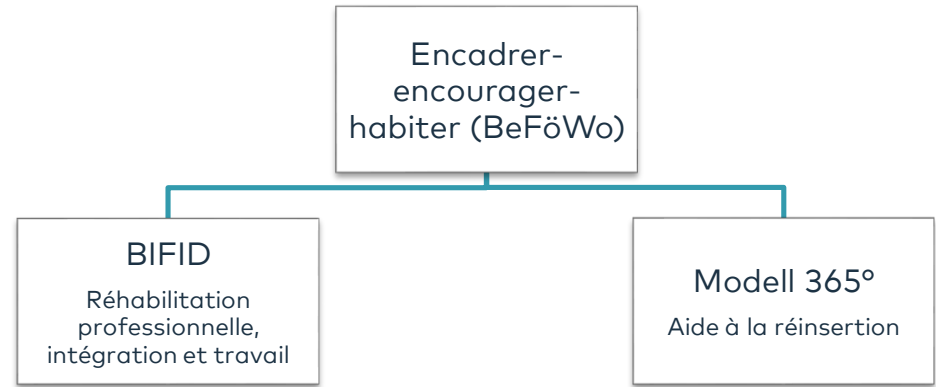 Encadrer-
encourager-
habiter (BeFöWo)
BIFID
Réhabilitation
professionnelle,
intégration et travail
Modell 365°
Aide à la réinsertion